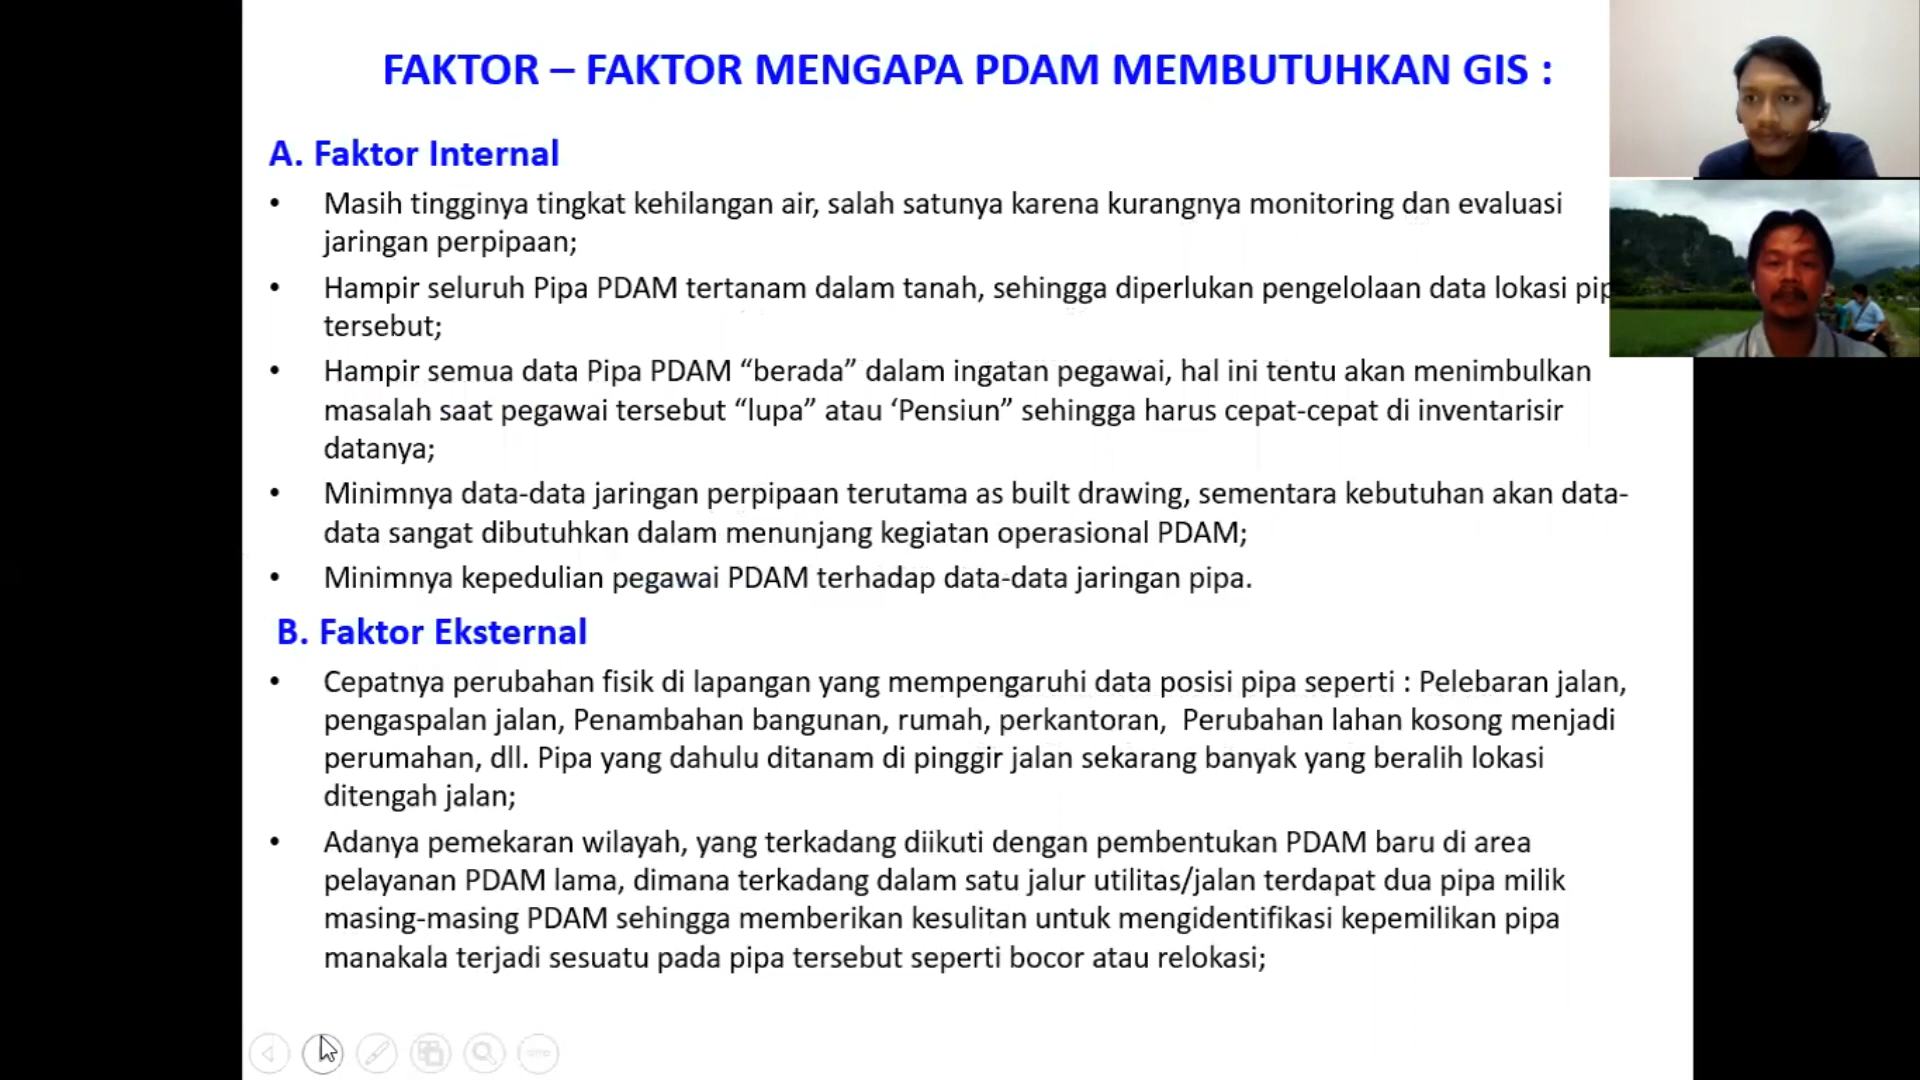 FAKTOR – FAKTOR MENGAPA PDAM MEMBUTUHKAN GIS :
A. Faktor Internal
• Masih tingginya tingkat kehilangan air, salah satunya karena kurangnya monitoring dan evaluasi
jaringan perpipaan;
• Hampir seluruh Pipa PDAM tertanam dalam tanah, sehingga diperlukan pengelolaan data lokasi pip
tersebut;
• Hampir semua data Pipa PDAM “berada” dalam ingatan pegawai, hal ini tentu akan menimbulkan
masalah saat pegawai tersebut “lupa” atau ‘Pensiun” sehingga harus cepat-cepat di inventarisir
datanya;
• Minimnya data-data jaringan perpipaan terutama as built drawing, sementara kebutuhan akan data-
data sangat dibutuhkan dalam menunjang kegiatan operasional PDAM;
• Minimnya kepedulian pegawai PDAM terhadap data-data jaringan pipa.
B. Faktor Eksternal
• Cepatnya perubahan fisik di lapangan yang mempengaruhi data posisi pipa seperti : Pelebaran jalan,
pengaspalan jalan, Penambahan bangunan, rumah, perkantoran, Perubahan lahan kosong menjadi
perumahan, dll. Pipa yang dahulu ditanam di pinggir jalan sekarang banyak yang beralih lokasi
ditengah jalan;
• Adanya pemekaran wilayah, yang terkadang diikuti dengan pembentukan PDAM baru di area
pelayanan PDAM lama, dimana terkadang dalam satu jalur utilitas/jalan terdapat dua pipa milik
masing-masing PDAM sehingga memberikan kesulitan untuk mengidentifikasi kepemilikan pipa
manakala terjadi sesuatu pada pipa tersebut seperti bocor atau relokasi;